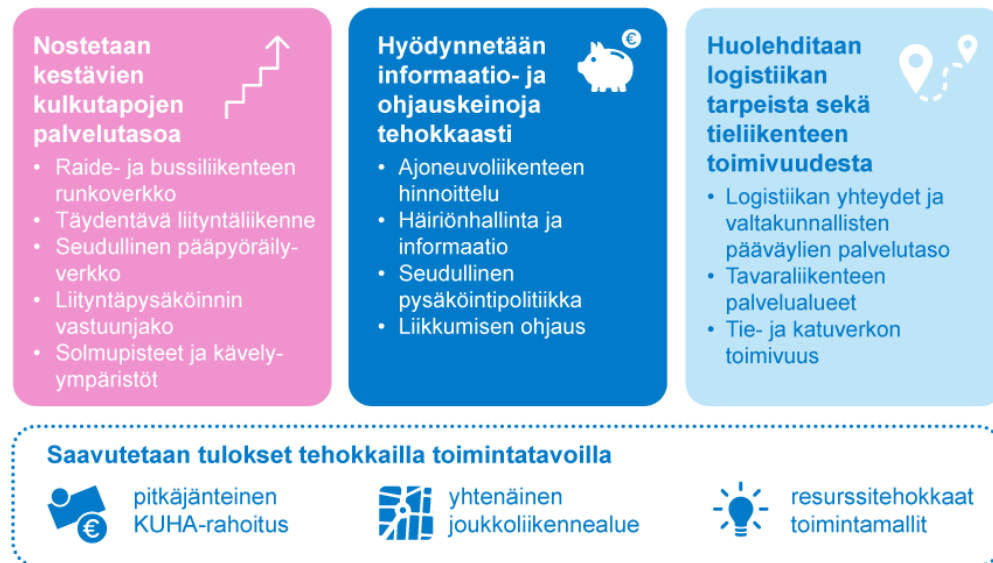 Nostetaan
kestävien
kulkutapojen
palvelutasoa
• Raide- ja bussiliikenteen
runkoverkko
• Täydentävä liityntäliikenne
• Seudullinen pääpyöräily-
verkko
• Liityntäpysäköinnin
vastuunjako
• Solmupisteet ja kävely-
ympäristöt
€
Hyödynnetään
informaatio- ja
ohjauskeinoja
tehokkaasti
• Ajoneuvoliikenteen
hinnoittelu
• Häiriönhallinta ja
informaatio
• Seudullinen
pysäköintipolitiikka
• Liikkumisen ohjaus
Huolehditaan
logistiikan
tarpeista sekä
tieliikenteen
toimivuudesta
• Logistiikan yhteydet ja
valtakunnallisten
pääväylien palvelutaso
• Tavaraliikenteen
palvelualueet
• Tie- ja katuverkon
toimivuus
Saavutetaan tulokset tehokkailla toimintatavoilla
€
pitkäjänteinen
KUHA-rahoitus
yhtenäinen
joukkoliikennealue
resurssitehokkaat
toimintamallit